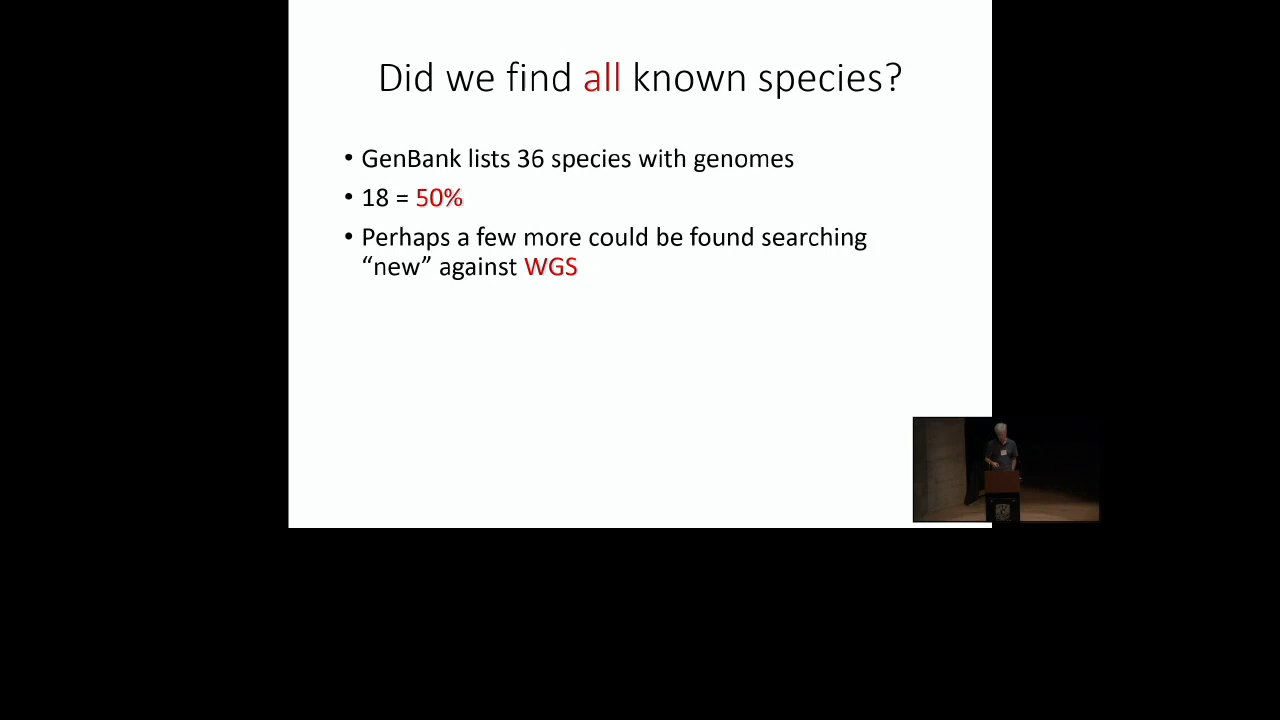 Did we find all known species?
• GenBank lists 36 species with genomes
• 18 = 50%
• Perhaps a few more could be found searching
“new” against WGS